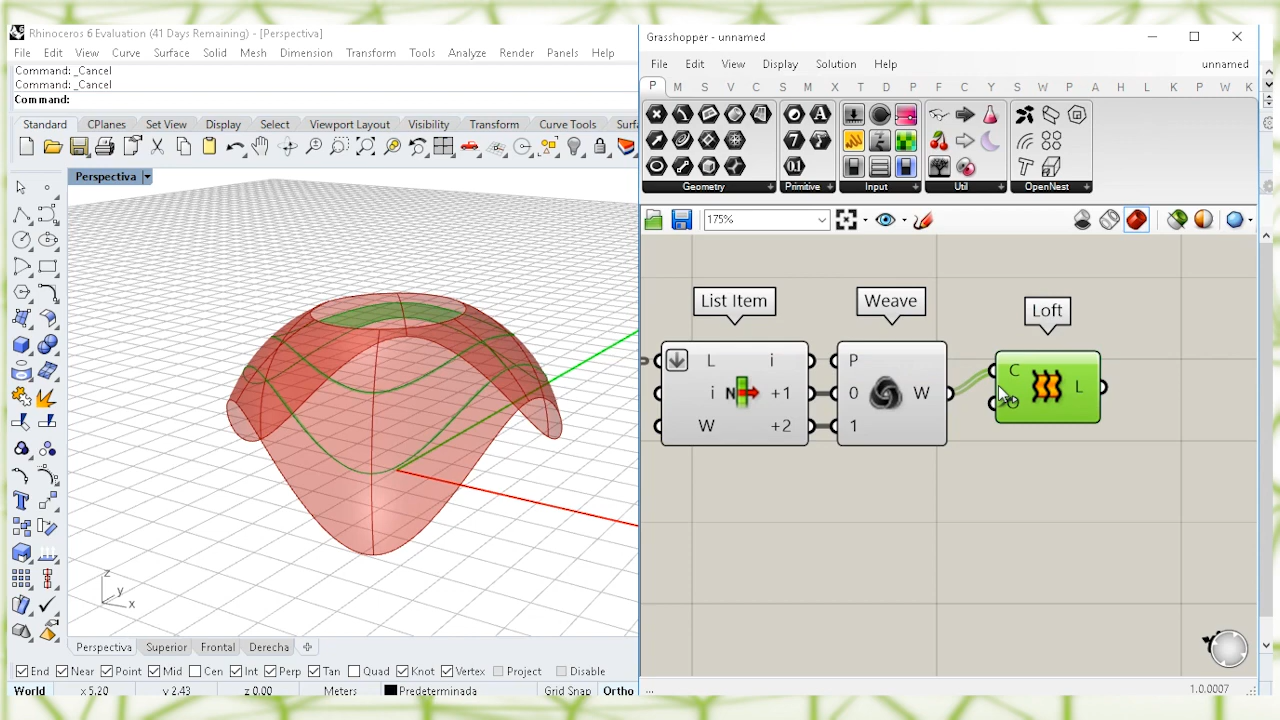 Rhinoceros 6 Evaluation (41 Days Remaining) - [Perspectiva]
File Edit View Curve Surface Solid Mesh Dimension Transform Tools Analyze Render Panels Help
Command: _Cancel
Command: _Cancel
Command:
Standard CPlanes Set View Display Select Viewport Layout Visibility Transform Curve Tools Surf
Perspectiva
z
y
x
Perspectiva Superior Frontal Derecha
End Near Point Mid Cen Int Perp Tan Quad Knot Vertex Project Disable
World x 5.20 y 2.43 z 0.00 Meters Predeterminada Grid Snap Ortho
Grasshopper - unnamed
File Edit View Display Solution Help unnamed
P M S V C S M I D X T D P F C Y S W P A H L K P W K
Geometry Primitive Input Util OpenNest
175%
List Item Weave Loft
L i
i N +1
W +2
P
0 W
1
C L
O
...
1.0.0007